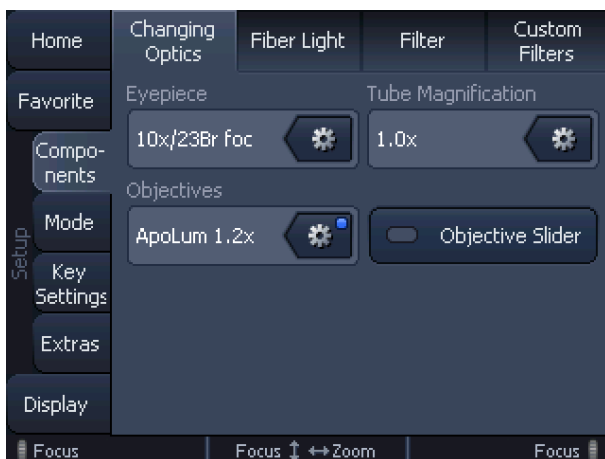 Home
Favorite
Setup
Compo-
nents
Mode
Key
Settings
Extras
Display
Changing
Optics
Fiber Light
Filter
Custom
Filters
Eyepiece
10x/23Br foc
Tube Magnification
1.0x
Objectives
ApoLum 1.2x
Objective Slider
Focus
Focus ↕ ↔ Zoom
Focus